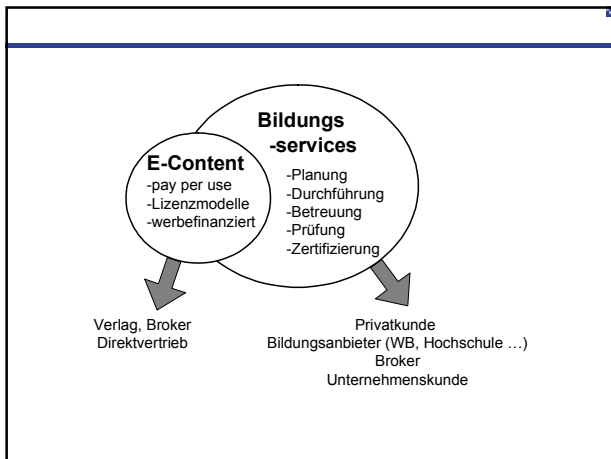 Bildungs
-services
E-Content
-pay per use
-Lizenzmodelle
-werbefinanziert
-Planung
-Durchführung
-Betreuung
-Prüfung
-Zertifizierung
Verlag, Broker
Direktvertrieb
Privatkunde
Bildungsanbieter (WB, Hochschule …)
Broker
Unternehmenskunde